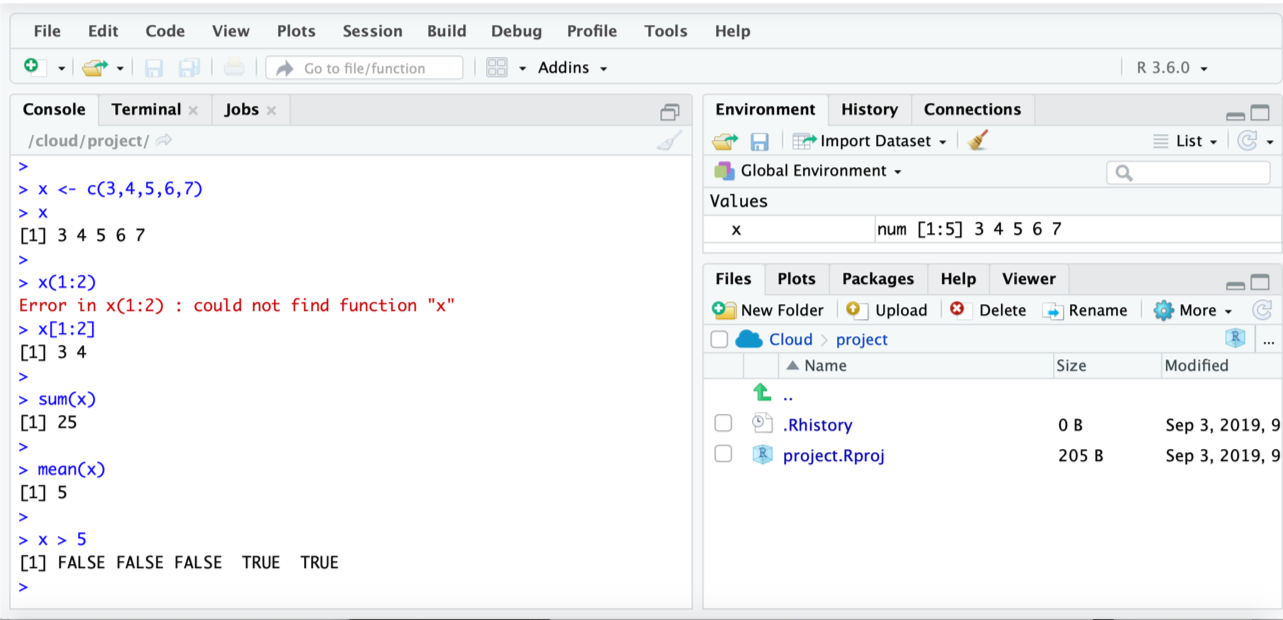 File Edit Code View Plots Session Build Debug Profile Tools Help
Go to file/function Addins R 3.6.0
Console Terminal Jobs
/cloud/project/
>
> x <- c(3,4,5,6,7)
> x
[1] 3 4 5 6 7
>
> x(1:2)
Error in x(1:2) : could not find function "x"
> x[1:2]
[1] 3 4
>
> sum(x)
[1] 25
>
> mean(x)
[1] 5
>
> x > 5
[1] FALSE FALSE FALSE  TRUE  TRUE
>
Environment History Connections
Import Dataset List
Global Environment
Values
x num [1:5] 3 4 5 6 7
Files Plots Packages Help Viewer
New Folder Upload Delete Rename More
Cloud > project R ...
Name Size Modified
..
.Rhistory 0 B Sep 3, 2019, 9
R project.Rproj 205 B Sep 3, 2019, 9